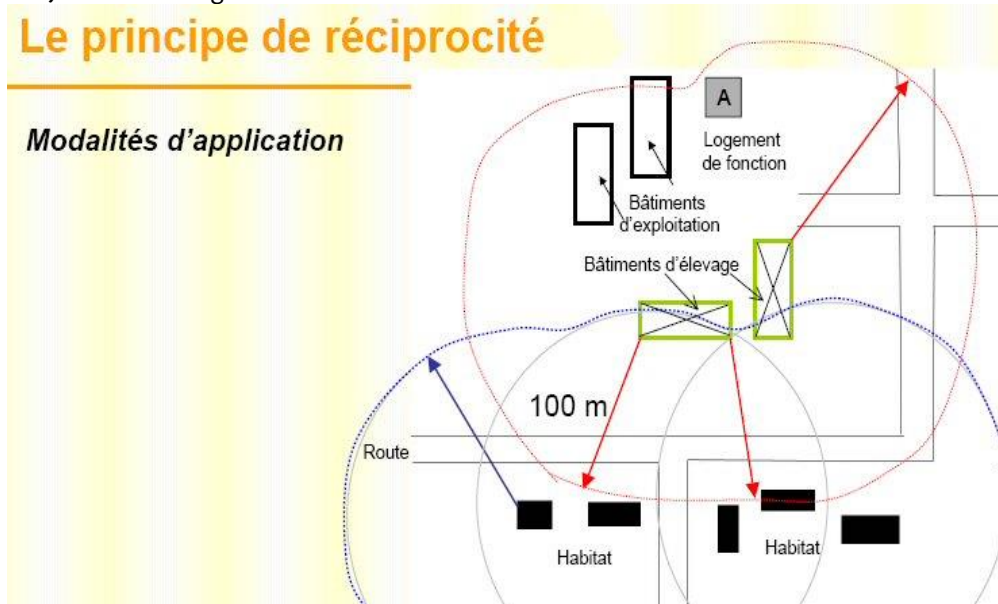 Le principe de réciprocité
Modalités d'application
A
Logement
de fonction
Bâtiments
d'exploitation
Bâtiments d'élevage
100 m
Route
Habitat
Habitat